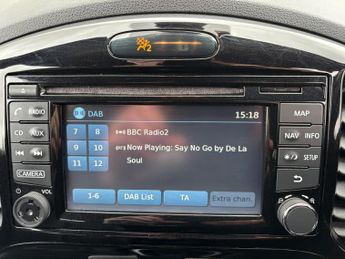 2
DAB
15:18
RADIO
MAP
7 8
BBC Radio2
CD AUX
9 10
Now Playing: Say No Go by De La
NAV INFO
11 12
Soul
SETUP
CAMERA
VOL
1-6
DAB List
TA
Extra chan.